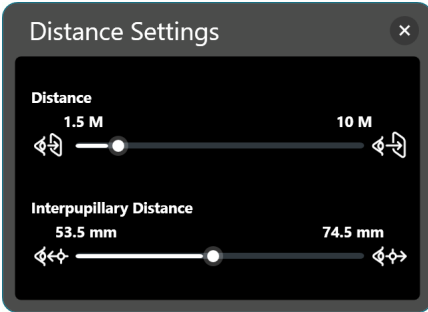 Distance Settings
Distance
1.5 M 10 M
Interpupillary Distance
53.5 mm 74.5 mm